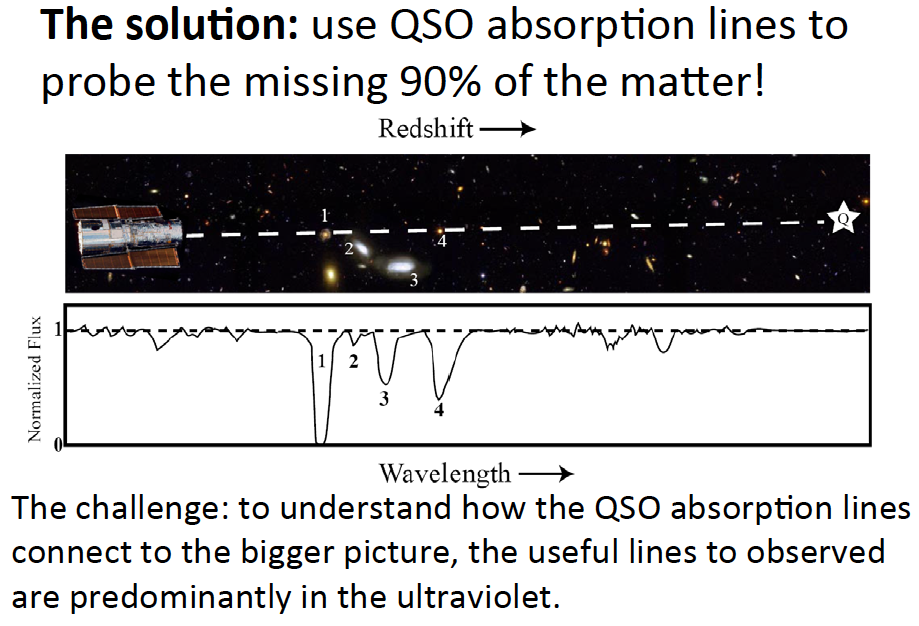 The solution: use QSO absorption lines to
probe the missing 90% of the matter!
Redshift
1
2
3
4
Q
Normalized Flux
1
0
1
2
3
4
Wavelength
The challenge: to understand how the QSO absorption lines
connect to the bigger picture, the useful lines to observed
are predominantly in the ultraviolet.